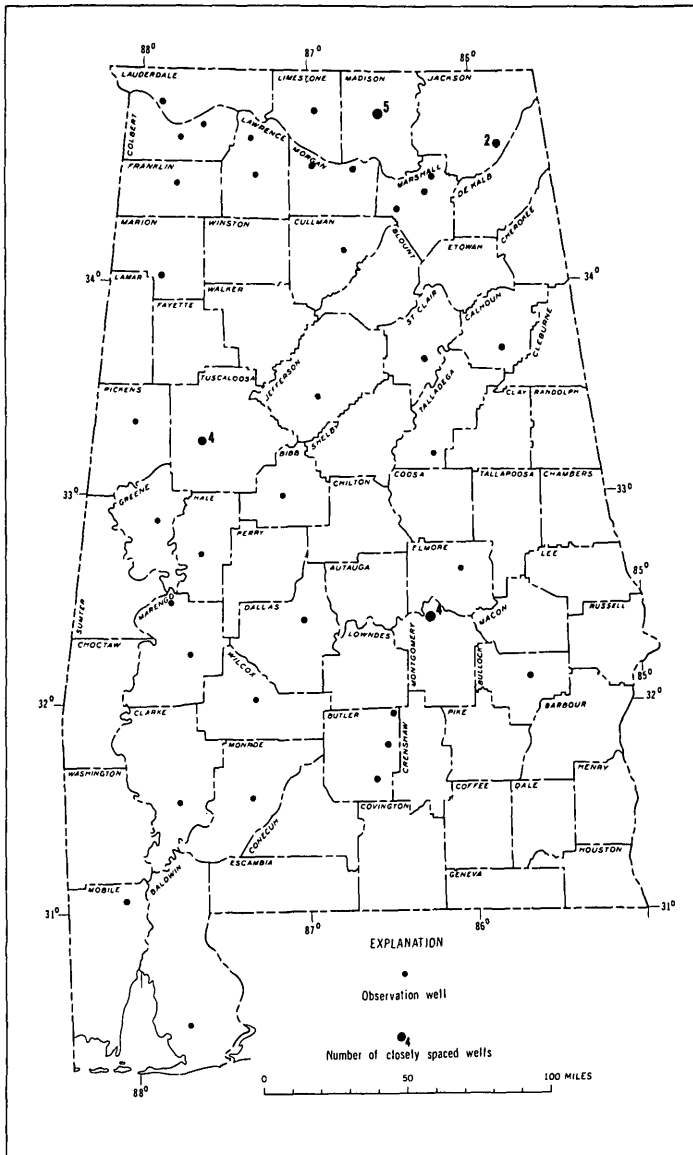 88° 87° 86°
LAUDERDALE LIMESTONE MADISON JACKSON
5
COLBERT LAWRENCE 2
MORGAN
FRANKLIN MARSHALL DE KALB
MARION WINSTON CULLMAN CHEROKEE
BLOUNT ETOWAH
34° 34°
LAMAR WALKER
FAYETTE ST CLAIR CALHOUN
CLEBURNE
TUSCALOOSA JEFFERSON
PICKENS TALLADEGA CLAY RANDOLPH
4
SHELBY
BIBB
COOSA TALLAPOOSA CHAMBERS
33° GREENE HALE CHILTON 33°
PERRY
ELMORE LEE
AUTAUGA 85°
MARENGO DALLAS RUSSELL
SUMTER LOWNDES 4 MACON
CHOCTAW MONTGOMERY
WILCOX BULLOCK 85°
32° 32°
CLARKE BUTLER PIKE BARBOUR
MONROE CRENSHAW
WASHINGTON HENRY
COFFEE DALE
COVINGTON
CONECUH
HOUSTON
ESCAMBIA
GENEVA
MOBILE BALDWIN
31° 31°
87° 86°
EXPLANATION
Observation well
4
Number of closely spaced wells
88°
0 50 100 MILES